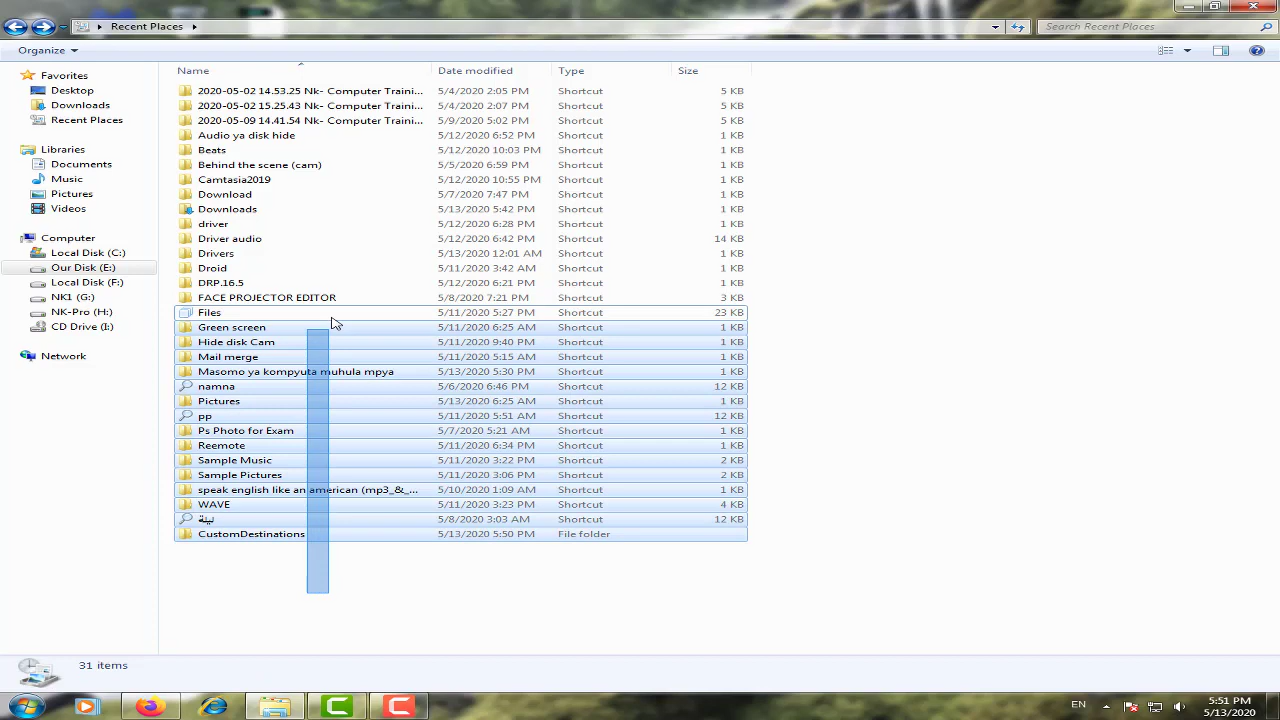 Recent Places
Search Recent Places
Organize
Favorites
Desktop
Downloads
Recent Places
Libraries
Documents
Music
Pictures
Videos
Computer
Local Disk (C:)
Our Disk (E:)
Local Disk (F:)
NK1 (G:)
NK-Pro (H:)
CD Drive (I:)
Network
Name Date modified Type Size
2020-05-02 14.53.25 Nk- Computer Traini... 5/4/2020 2:05 PM Shortcut 5 KB
2020-05-02 15.25.43 Nk- Computer Traini... 5/4/2020 2:07 PM Shortcut 5 KB
2020-05-09 14.41.54 Nk- Computer Traini... 5/9/2020 5:02 PM Shortcut 5 KB
Audio ya disk hide 5/12/2020 6:52 PM Shortcut 1 KB
Beats 5/12/2020 10:03 PM Shortcut 1 KB
Behind the scene (cam) 5/5/2020 6:59 PM Shortcut 1 KB
Camtasia2019 5/12/2020 10:55 PM Shortcut 1 KB
Download 5/7/2020 7:47 PM Shortcut 1 KB
Downloads 5/13/2020 5:42 PM Shortcut 1 KB
driver 5/12/2020 6:28 PM Shortcut 1 KB
Driver audio 5/12/2020 6:42 PM Shortcut 14 KB
Drivers 5/13/2020 12:01 AM Shortcut 1 KB
Droid 5/11/2020 3:42 AM Shortcut 1 KB
DRP.16.5 5/12/2020 6:21 PM Shortcut 1 KB
FACE PROJECTOR EDITOR 5/8/2020 7:21 PM Shortcut 3 KB
Files 5/11/2020 5:27 PM Shortcut 23 KB
Green screen 5/11/2020 6:25 AM Shortcut 1 KB
Hide disk Cam 5/11/2020 9:40 PM Shortcut 1 KB
Mail merge 5/11/2020 5:15 AM Shortcut 1 KB
Masomo ya kompyuta muhula mpya 5/13/2020 5:30 PM Shortcut 1 KB
namna 5/6/2020 6:46 PM Shortcut 12 KB
Pictures 5/13/2020 6:25 AM Shortcut 1 KB
pp 5/11/2020 5:51 AM Shortcut 12 KB
Ps Photo for Exam 5/7/2020 5:21 AM Shortcut 1 KB
Reemote 5/11/2020 6:34 PM Shortcut 1 KB
Sample Music 5/11/2020 3:22 PM Shortcut 2 KB
Sample Pictures 5/11/2020 3:06 PM Shortcut 2 KB
speak english like an american (mp3_&_... 5/10/2020 1:09 AM Shortcut 1 KB
WAVE 5/11/2020 3:23 PM Shortcut 4 KB
5/8/2020 3:03 AM Shortcut 12 KB
CustomDestinations 5/13/2020 5:50 PM File folder
31 items
EN
5:51 PM
5/13/2020